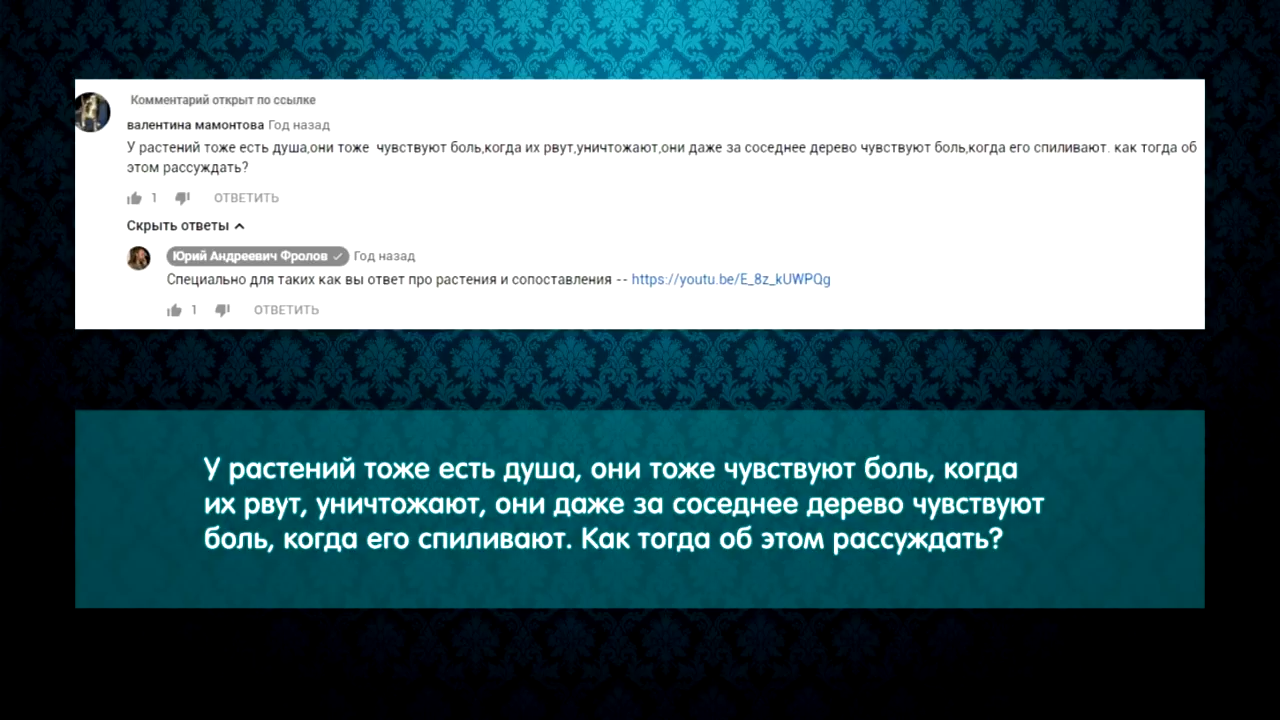 Комментарий открыт по ссылке
валентина мамонтова Год назад
У растений тоже есть душа,они тоже чувствуют боль,когда их рвут,уничтожают,они даже за соседнее дерево чувствуют боль,когда его спиливают. как тогда об
этом рассуждать?
1 ОТВЕТИТЬ
Скрыть ответы
Юрий Андреевич Фролов Год назад
Специально для таких как вы ответ про растения и сопоставления -- https://youtu.be/E_8z_kUWPQg
1 ОТВЕТИТЬ
У растений тоже есть душа, они тоже чувствуют боль, когда
их рвут, уничтожают, они даже за соседнее дерево чувствуют
боль, когда его спиливают. Как тогда об этом рассуждать?